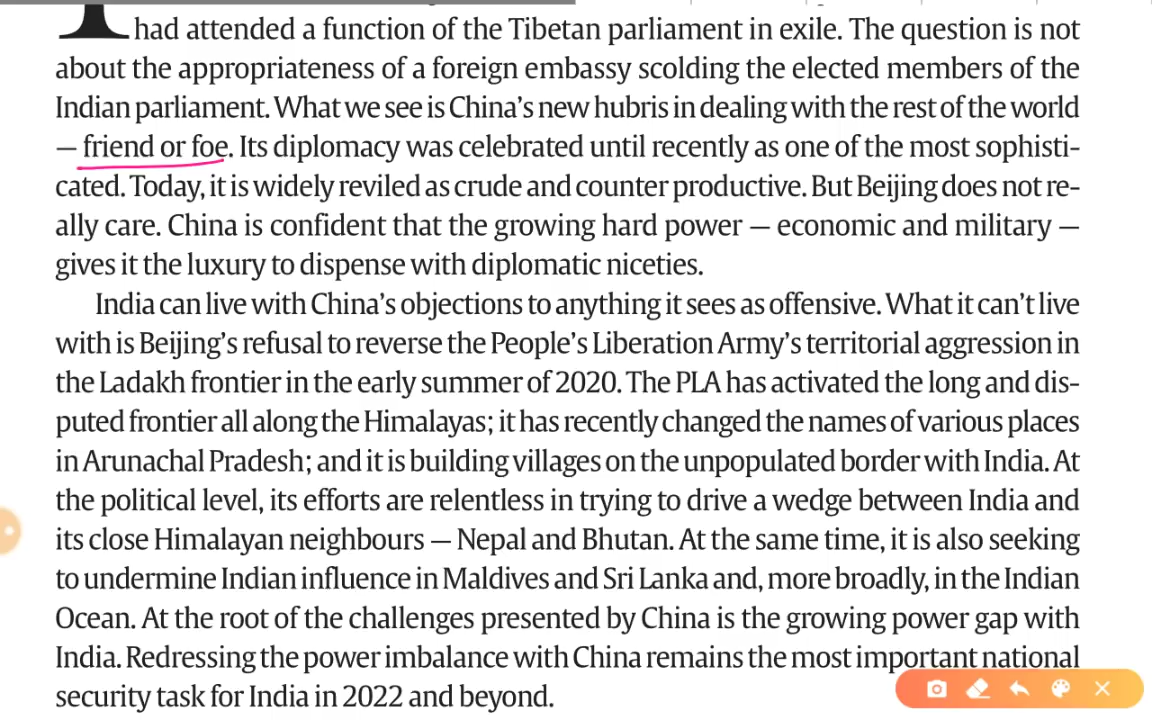 had attended a function of the Tibetan parliament in exile. The question is not
about the appropriateness of a foreign embassy scolding the elected members of the
Indian parliament. What we see is China's new hubris in dealing with the rest of the world
— friend or foe. Its diplomacy was celebrated until recently as one of the most sophisti-
cated. Today, it is widely reviled as crude and counter productive. But Beijing does not re-
ally care. China is confident that the growing hard power — economic and military —
gives it the luxury to dispense with diplomatic niceties.
India can live with China's objections to anything it sees as offensive. What it can't live
with is Beijing's refusal to reverse the People's Liberation Army's territorial aggression in
the Ladakh frontier in the early summer of 2020. The PLA has activated the long and dis-
puted frontier all along the Himalayas; it has recently changed the names of various places
in Arunachal Pradesh; and it is building villages on the unpopulated border with India. At
the political level, its efforts are relentless in trying to drive a wedge between India and
its close Himalayan neighbours — Nepal and Bhutan. At the same time, it is also seeking
to undermine Indian influence in Maldives and Sri Lanka and, more broadly, in the Indian
Ocean. At the root of the challenges presented by China is the growing power gap with
India. Redressing the power imbalance with China remains the most important national
security task for India in 2022 and beyond.